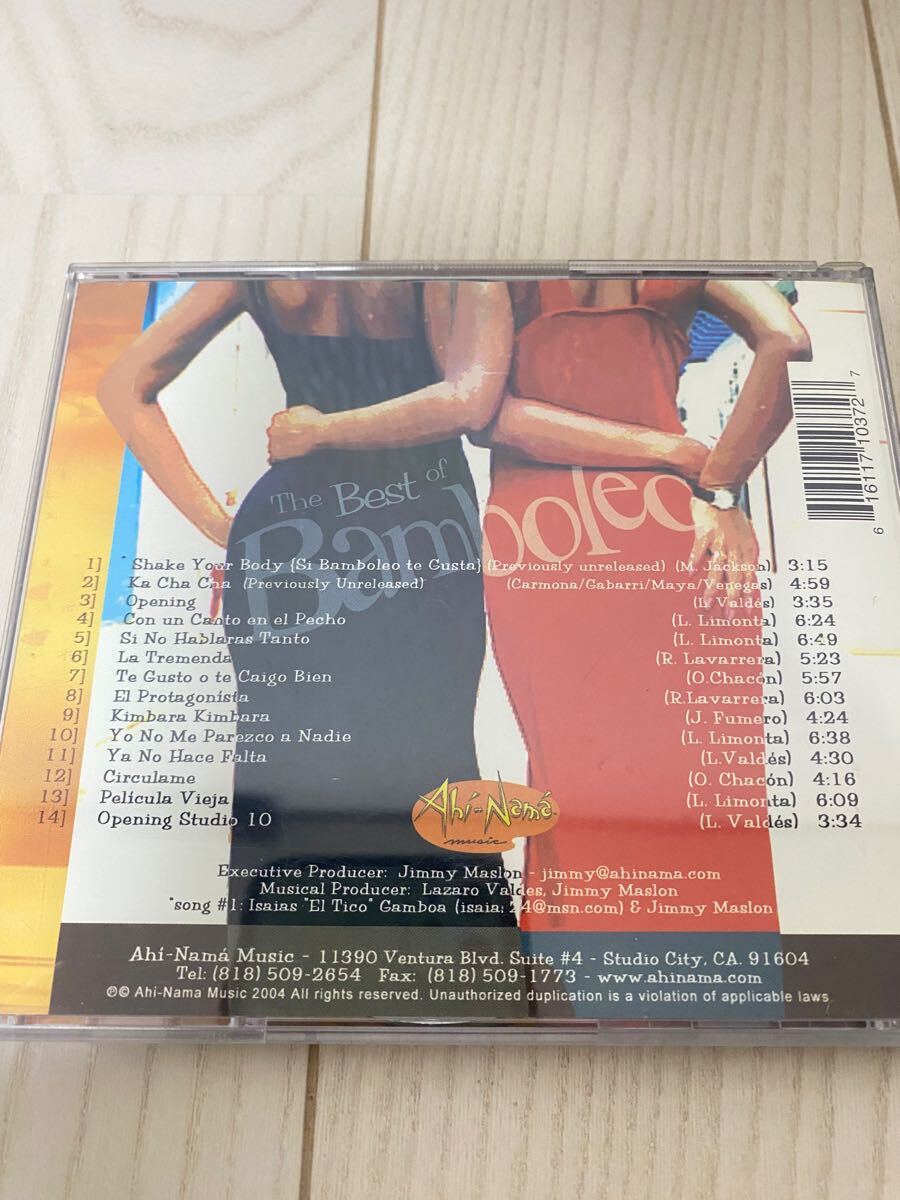 The Best of
Bamboleo
1] *Shake Your Body {Si Bamboleo te Gusta} (Previously unreleased) (M. Jackson) 3:15
2] Ka Cha Cha (Previously Unreleased) (Carmona/Gabarri/Maya/Veneges) 4:59
3] Opening (L. Valdés) 3:35
4] Con un Canto en el Pecho (L. Limonta) 6:24
5] Si No Hablaras Tanto (L. Limonta) 6:49
6] La Tremenda (R. Lavarrera) 5:23
7] Te Gusto o te Caigo Bien (O.Chacón) 5:57
8] El Protagonista (R.Lavarrera) 6:03
9] Kimbara Kimbara (J. Fumero) 4:24
10] Yo No Me Parezco a Nadie (L. Limonta) 6:38
11] Ya No Hace Falta (L.Valdés) 4:30
12] Circulame (O. Chacón) 4:16
13] Película Vieja (L. Limonta) 6:09
14] Opening Studio 10 (L. Valdés) 3:34
Ahí-Namá
music
Executive Producer: Jimmy Maslon - jimmy@ahinama.com
Musical Producer: Lazaro Valdes, Jimmy Maslon
*song #1: Isaias "El Tico" Gamboa & Jimmy Maslon
Ahí-Namá Music - 11390 Ventura Blvd. Suite #4 - Studio City, CA. 91604
Tel: (818) 509-2654 Fax: (818) 509-1773 - www.ahinama.com
℗© Ahi-Nama Music 2004 All rights reserved. Unauthorized duplication is a violation of applicable laws
6 16117 10372 7